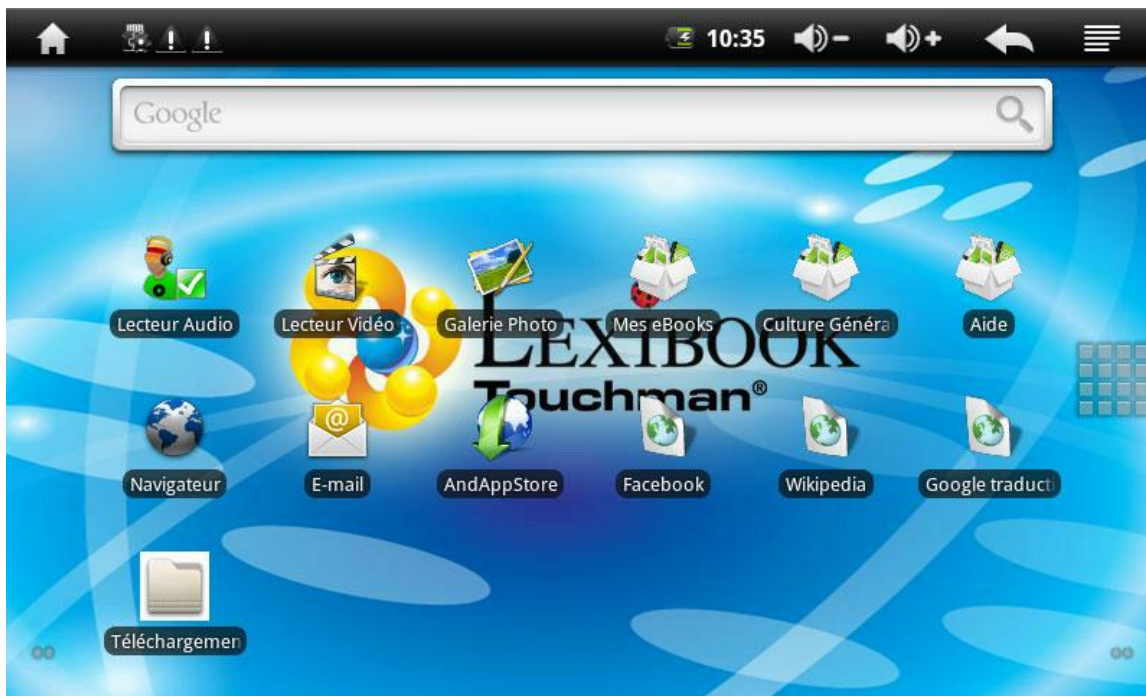 10:35
Google
Lecteur Audio
Lecteur Vidéo
Galerie Photo
Mes eBooks
Culture Généra
Aide
LEXIBOOK
Touchman®
Navigateur
E-mail
AndAppStore
Facebook
Wikipedia
Google traducti
Téléchargemen